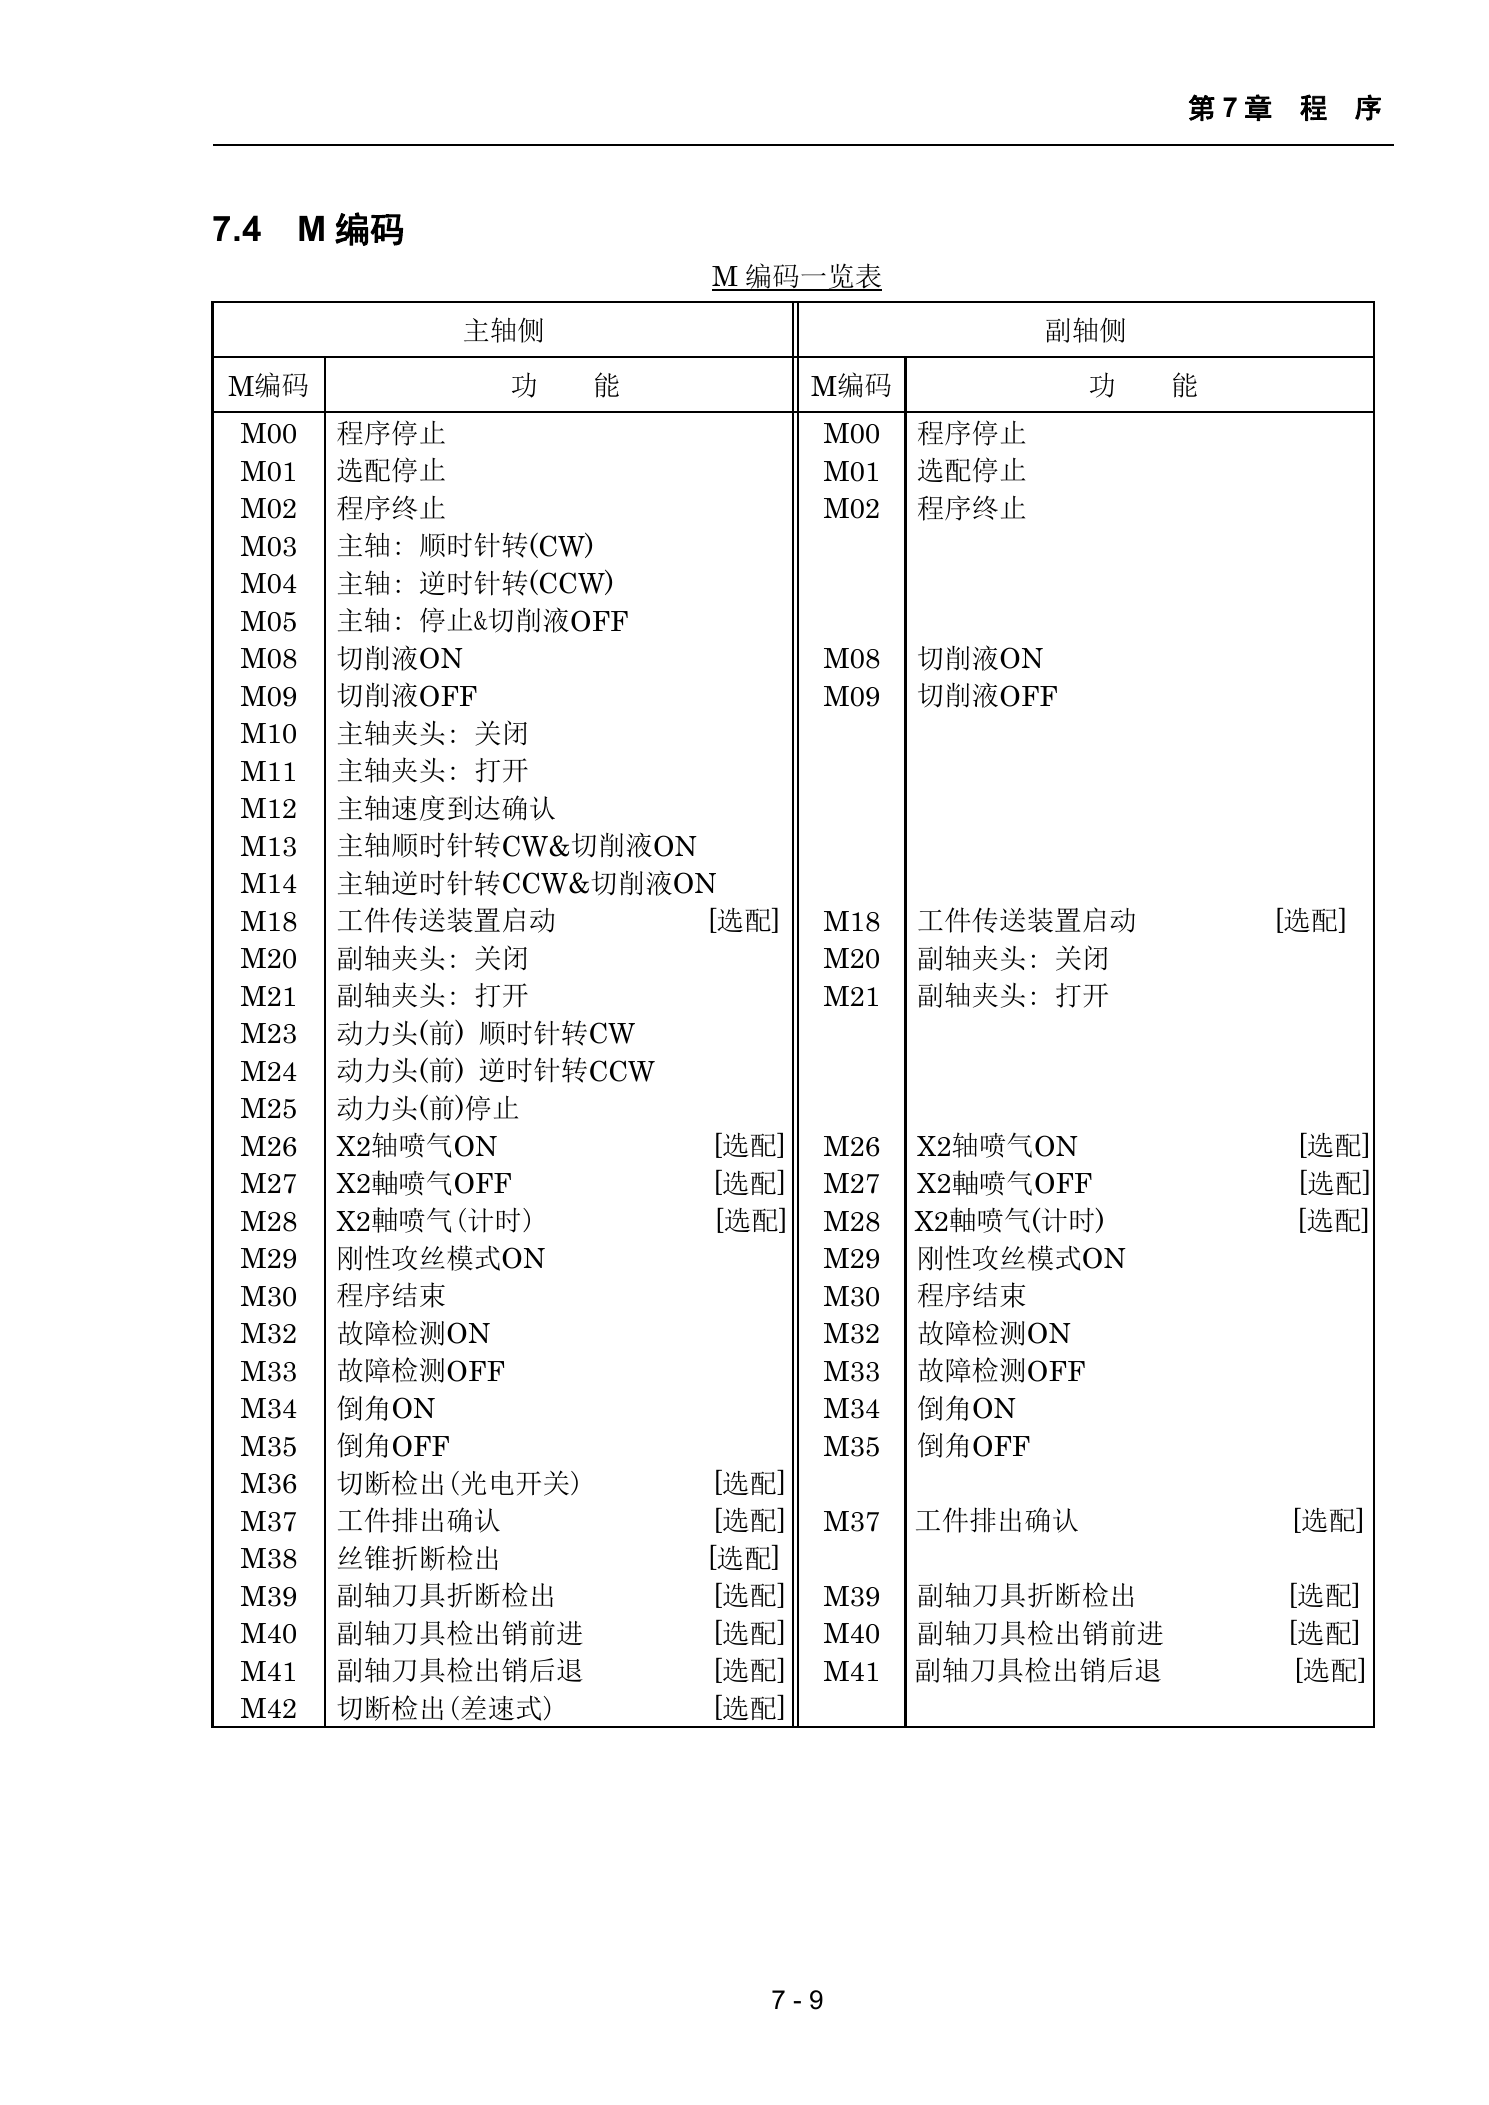 第 7 章 程 序
7.4 M 编码
M 编码一览表
主轴侧 副轴侧
M编码 功 能 M编码 功 能
M00 程序停止 M00 程序停止
M01 选配停止 M01 选配停止
M02 程序终止 M02 程序终止
M03 主轴: 顺时针转(CW)
M04 主轴: 逆时针转(CCW)
M05 主轴: 停止&切削液OFF
M08 切削液ON M08 切削液ON
M09 切削液OFF M09 切削液OFF
M10 主轴夹头: 关闭
M11 主轴夹头: 打开
M12 主轴速度到达确认
M13 主轴顺时针转CW&切削液ON
M14 主轴逆时针转CCW&切削液ON
M18 工件传送装置启动 [选配] M18 工件传送装置启动 [选配]
M20 副轴夹头: 关闭 M20 副轴夹头: 关闭
M21 副轴夹头: 打开 M21 副轴夹头: 打开
M23 动力头(前) 顺时针转CW
M24 动力头(前) 逆时针转CCW
M25 动力头(前)停止
M26 X2轴喷气ON [选配] M26 X2轴喷气ON [选配]
M27 X2軸喷气OFF [选配] M27 X2軸喷气OFF [选配]
M28 X2軸喷气(计时) [选配] M28 X2軸喷气(计时) [选配]
M29 刚性攻丝模式ON M29 刚性攻丝模式ON
M30 程序结束 M30 程序结束
M32 故障检测ON M32 故障检测ON
M33 故障检测OFF M33 故障检测OFF
M34 倒角ON M34 倒角ON
M35 倒角OFF M35 倒角OFF
M36 切断检出(光电开关) [选配]
M37 工件排出确认 [选配] M37 工件排出确认 [选配]
M38 丝锥折断检出 [选配]
M39 副轴刀具折断检出 [选配] M39 副轴刀具折断检出 [选配]
M40 副轴刀具检出销前进 [选配] M40 副轴刀具检出销前进 [选配]
M41 副轴刀具检出销后退 [选配] M41 副轴刀具检出销后退 [选配]
M42 切断检出(差速式) [选配]
7 - 9